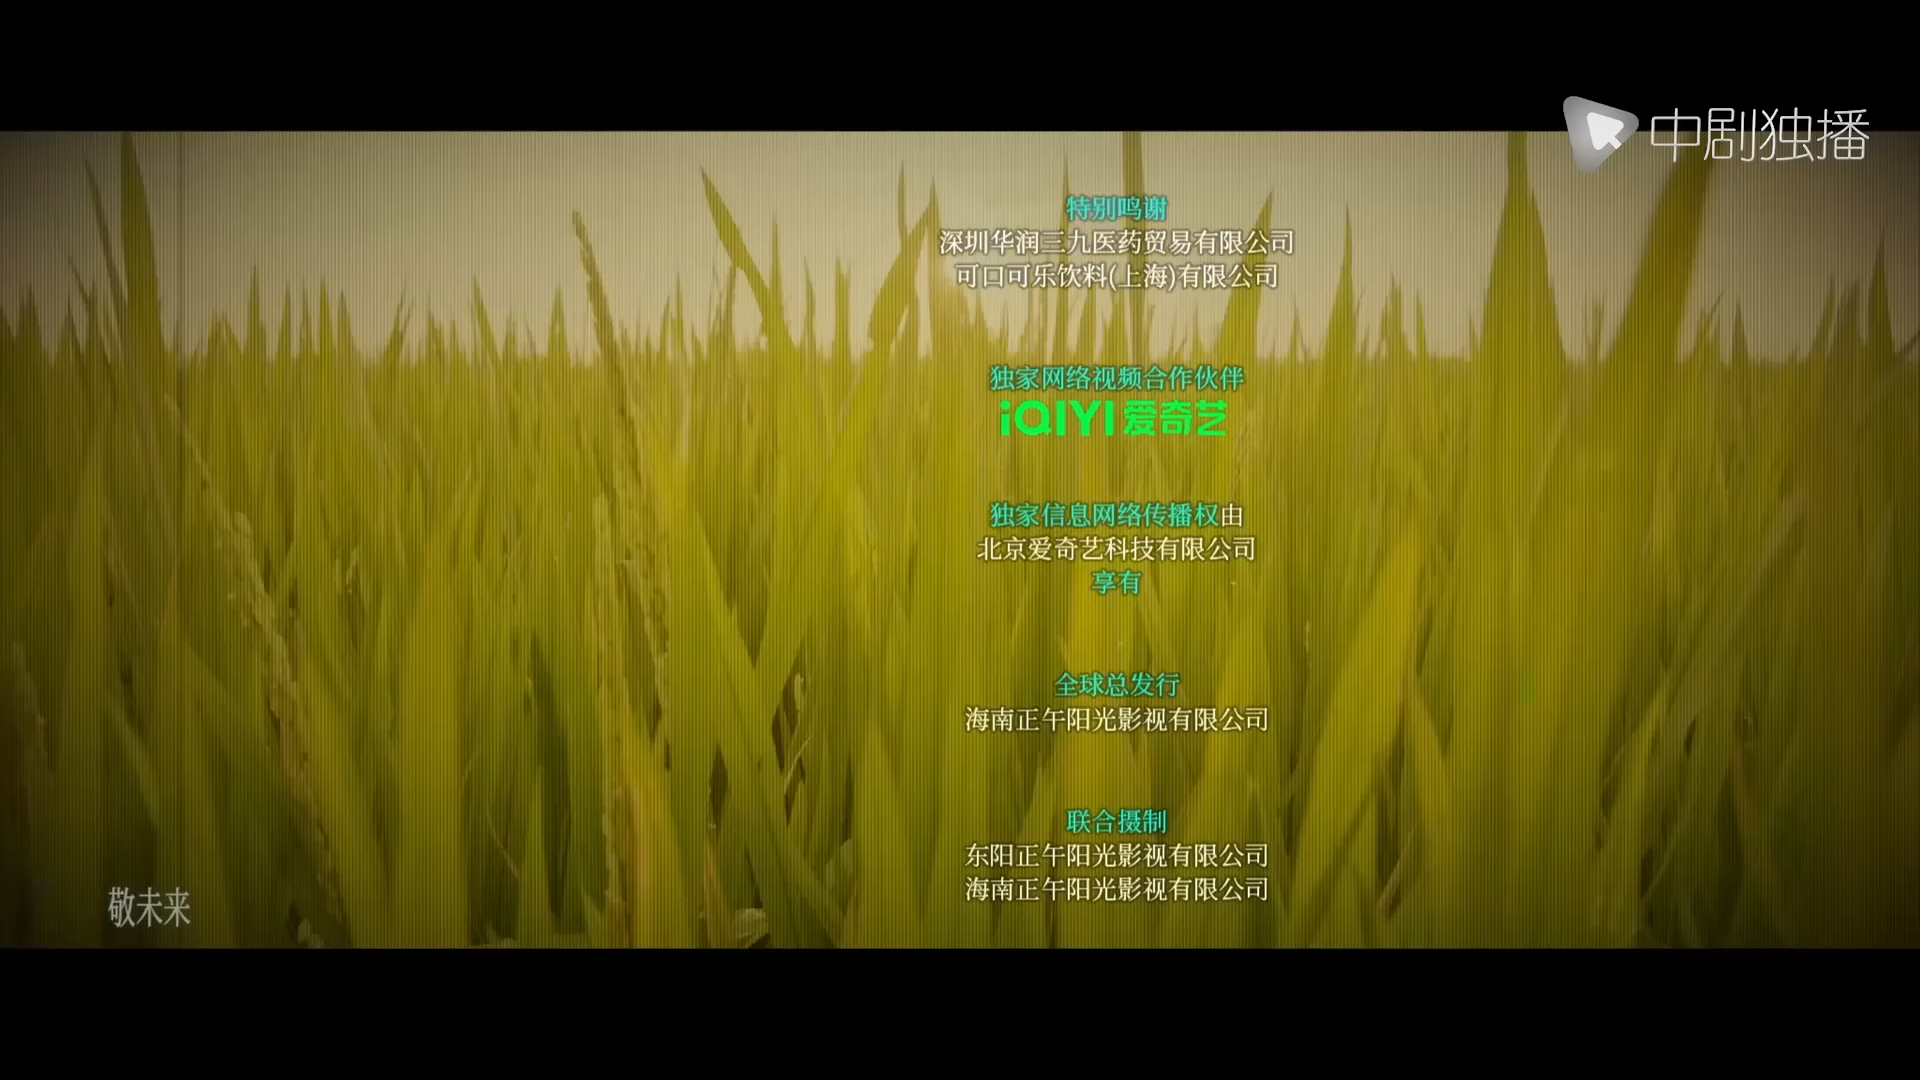 中剧独播
特别鸣谢
深圳华润三九医药贸易有限公司
可口可乐饮料(上海)有限公司
独家网络视频合作伙伴
iQIYI 爱奇艺
独家信息网络传播权由
北京爱奇艺科技有限公司
享有
全球总发行
海南正午阳光影视有限公司
联合摄制
东阳正午阳光影视有限公司
海南正午阳光影视有限公司
敬未来